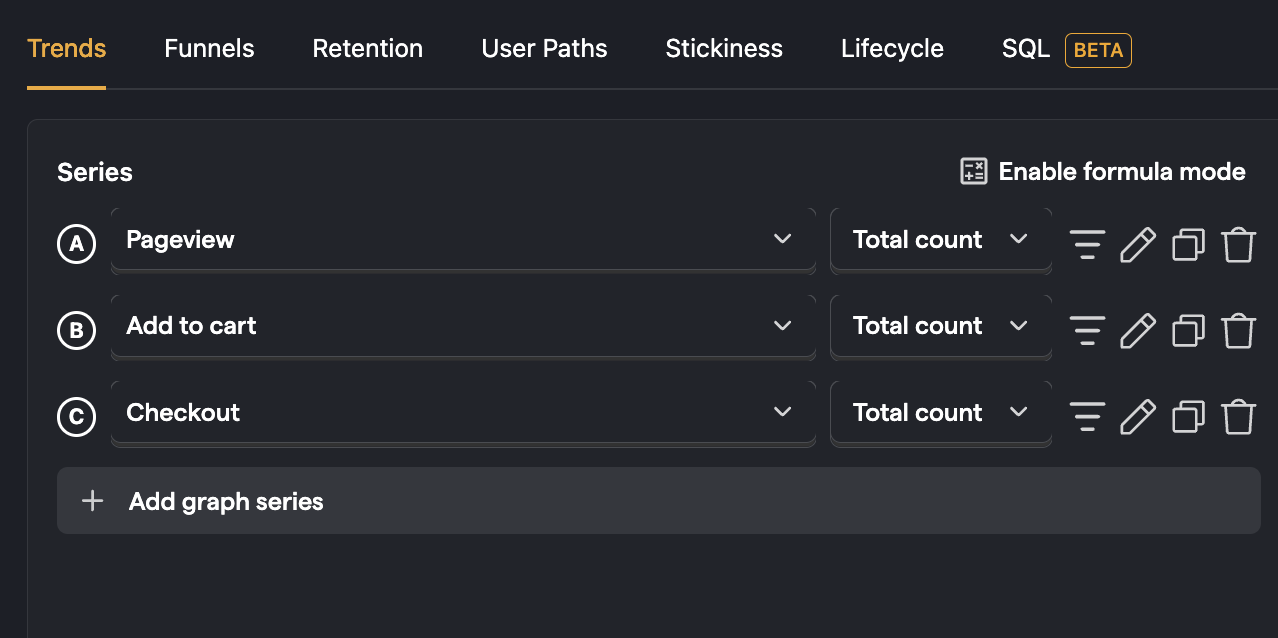 Trends Funnels Retention User Paths Stickiness Lifecycle SQL BETA
Series Enable formula mode
A Pageview Total count
B Add to cart Total count
C Checkout Total count
Add graph series